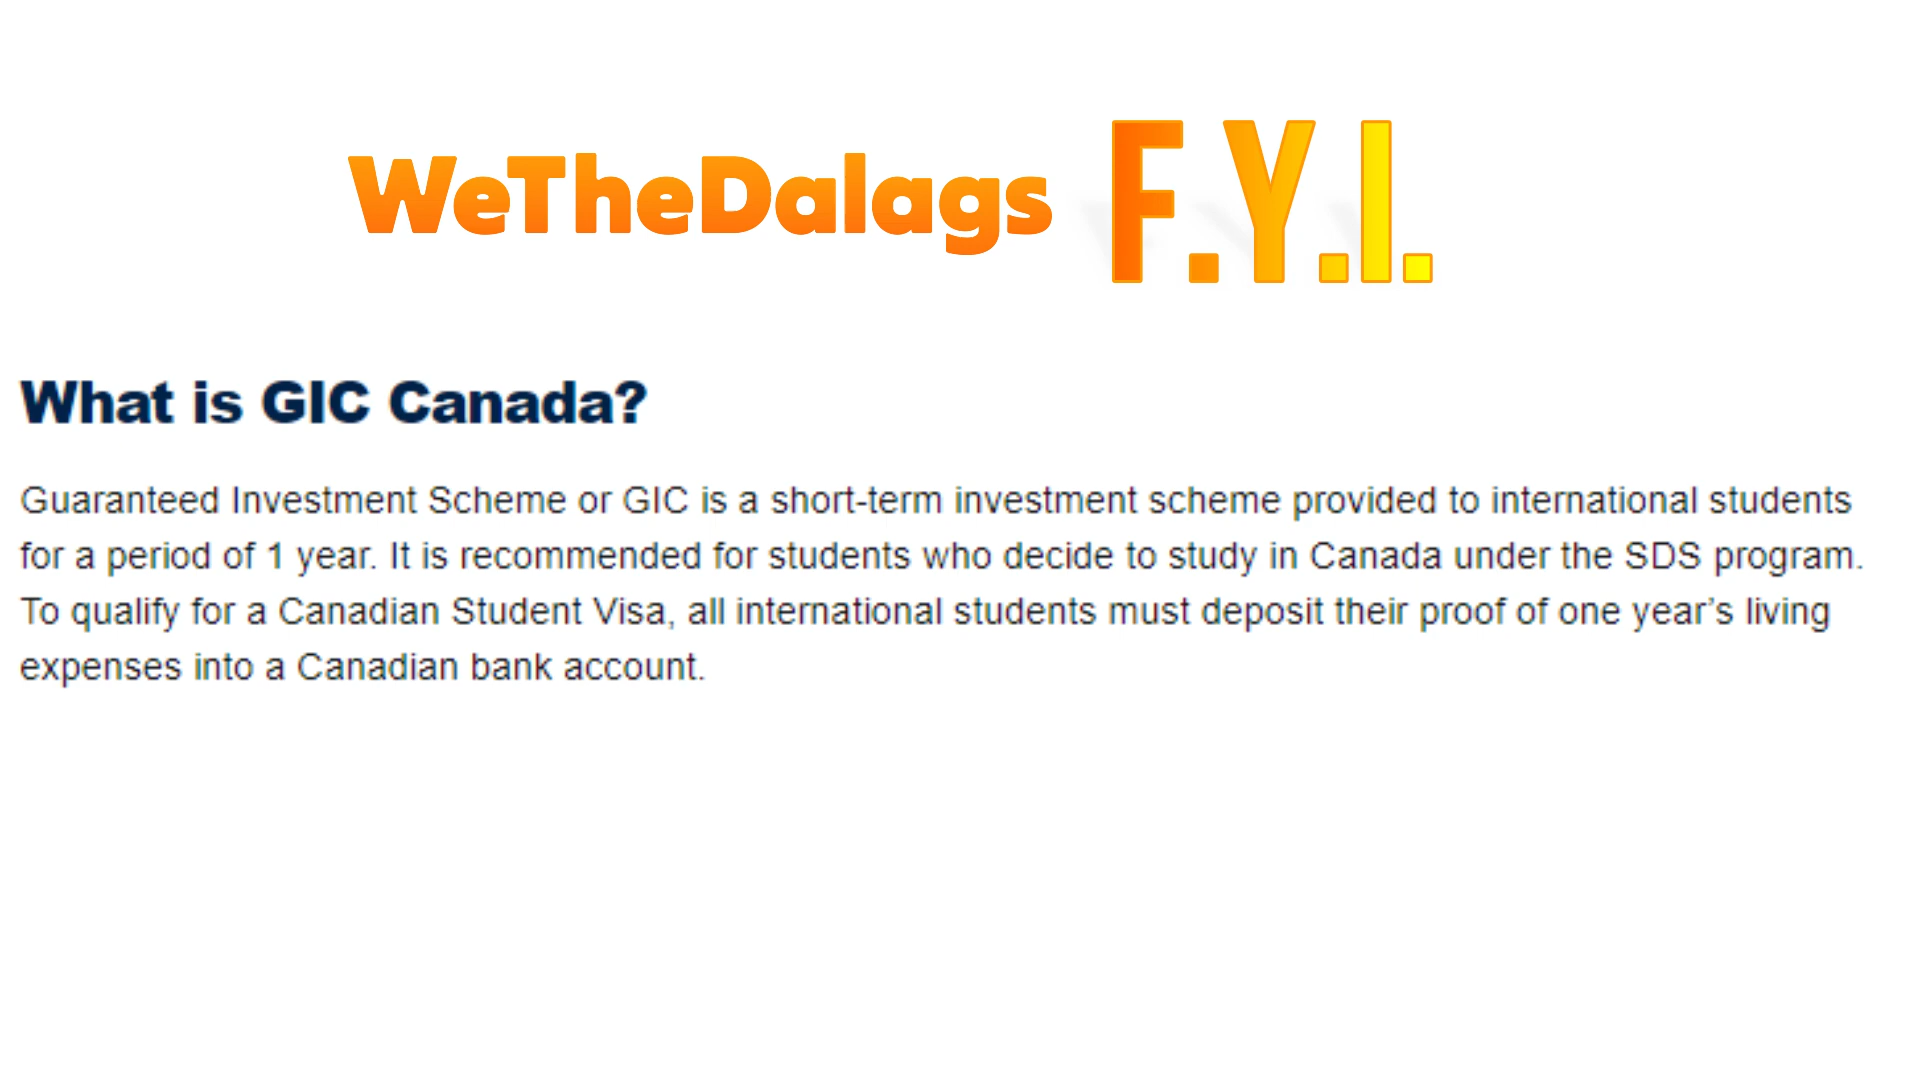 WeTheDalags F.Y.I.
What is GIC Canada?
Guaranteed Investment Scheme or GIC is a short-term investment scheme provided to international students
for a period of 1 year. It is recommended for students who decide to study in Canada under the SDS program.
To qualify for a Canadian Student Visa, all international students must deposit their proof of one year’s living
expenses into a Canadian bank account.